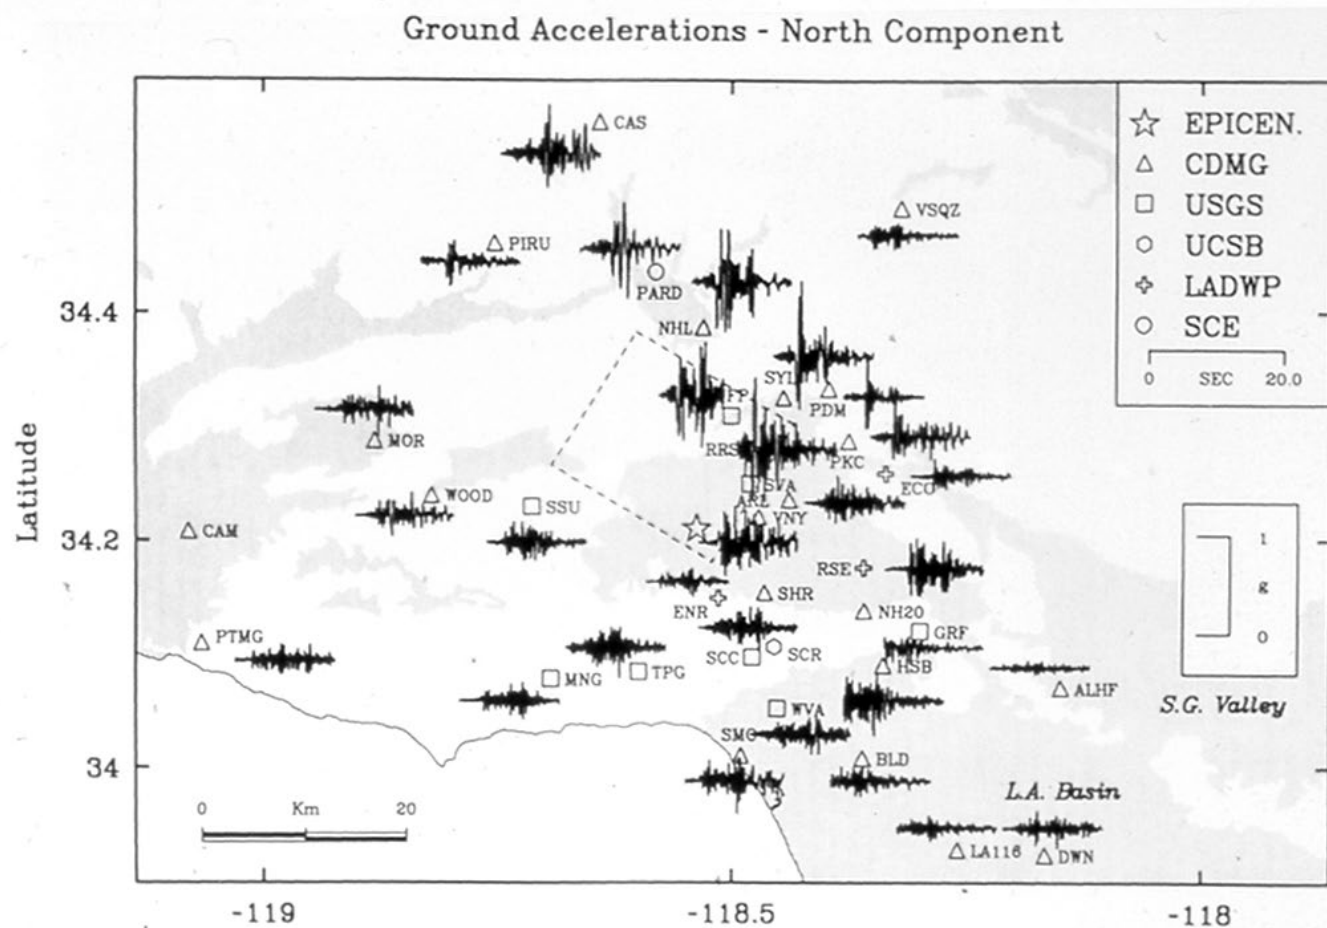 Ground Accelerations - North Component
EPICEN.
CDMG
USGS
UCSB
LADWP
SCE
0 SEC 20.0
CAS
VSQZ
PIRU
PARD
34.4
NHL
SYL
PDM
FP
MOR
RRS
PKC
ECO
SVA
WOOD
SSU
ARL
VNY
CAM
34.2
1
g
0
RSE
SHR
ENR
NH20
PTMG
GRF
SCC
SCR
HSB
MNG
TPG
ALHF
WVA
S.G. Valley
SMC
BLD
34
L.A. Basin
0 Km 20
LA116
DWN
Latitude
-119
-118.5
-118